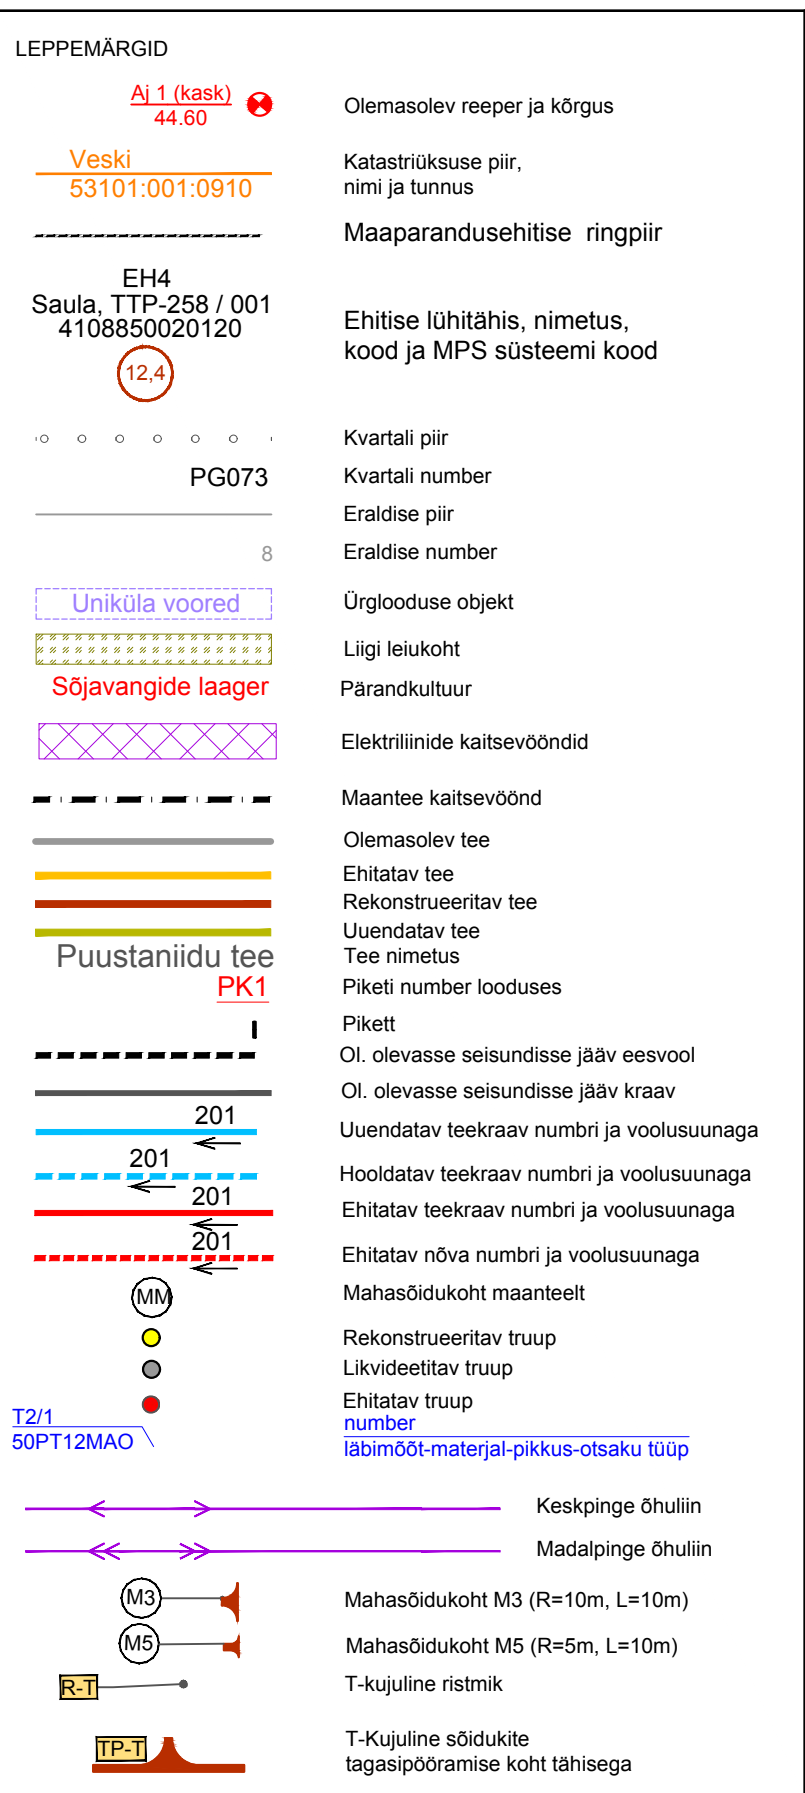 LEPPEMÄRGID
Aj 1 (kask)
44.60
Olemasolev reeper ja kõrgus
Veski
53101:001:0910
Katastriüksuse piir,
nimi ja tunnus
Maaparandusehitise ringpiir
EH4
Saula, TTP-258 / 001
4108850020120
12,4
Ehitise lühitähis, nimetus,
kood ja MPS süsteemi kood
Kvartali piir
PG073
Kvartali number
Eraldise piir
8
Eraldise number
Uniküla voored
Ürglooduse objekt
Liigi leiukoht
Sõjavangide laager
Pärandkultuur
Elektriliinide kaitsevööndid
Maantee kaitsevöönd
Olemasolev tee
Ehitatav tee
Rekonstrueeritav tee
Uuendatav tee
Puustaniidu tee
Tee nimetus
PK1
Piketi number looduses
Pikett
Ol. olevasse seisundisse jääv eesvool
Ol. olevasse seisundisse jääv kraav
201
Uuendatav teekraav numbri ja voolusuunaga
201
Hooldatav teekraav numbri ja voolusuunaga
201
Ehitatav teekraav numbri ja voolusuunaga
201
Ehitatav nõva numbri ja voolusuunaga
MM
Mahasõidukoht maanteelt
Rekonstrueeritav truup
Likvideetitav truup
Ehitatav truup
T2/1
50PT12MAO
number
läbimõõt-materjal-pikkus-otsaku tüüp
Keskpinge õhuliin
Madalpinge õhuliin
M3
Mahasõidukoht M3 (R=10m, L=10m)
M5
Mahasõidukoht M5 (R=5m, L=10m)
R-T
T-kujuline ristmik
TP-T
T-Kujuline sõidukite
tagasipööramise koht tähisega